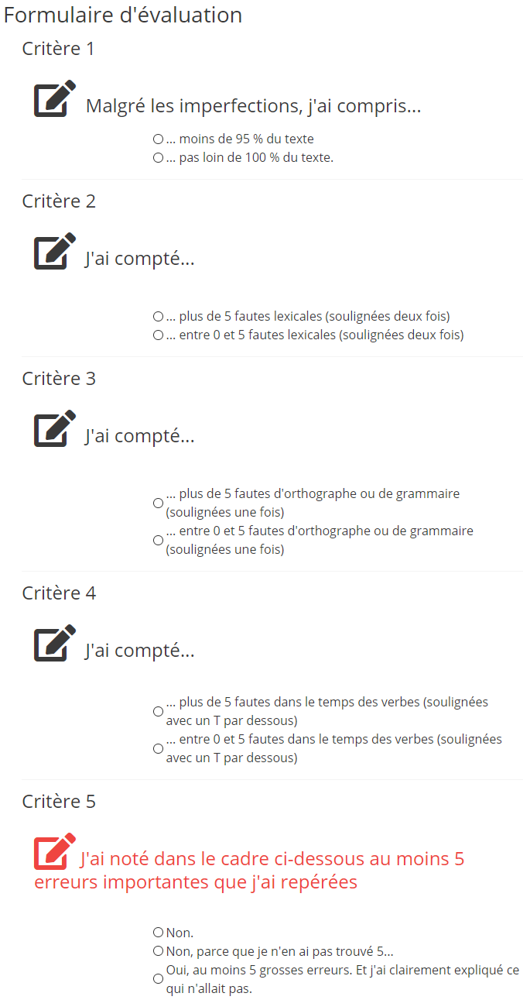 Formulaire d'évaluation
Critère 1
Malgré les imperfections, j'ai compris...
... moins de 95 % du texte
... pas loin de 100 % du texte.
Critère 2
J'ai compté...
... plus de 5 fautes lexicales (soulignées deux fois)
... entre 0 et 5 fautes lexicales (soulignées deux fois)
Critère 3
J'ai compté...
... plus de 5 fautes d'orthographe ou de grammaire
(soulignées une fois)
... entre 0 et 5 fautes d'orthographe ou de grammaire
(soulignées une fois)
Critère 4
J'ai compté...
... plus de 5 fautes dans le temps des verbes (soulignées
avec un T par dessous)
... entre 0 et 5 fautes dans le temps des verbes (soulignées
avec un T par dessous)
Critère 5
J'ai noté dans le cadre ci-dessous au moins 5
erreurs importantes que j'ai repérées
Non.
Non, parce que je n'en ai pas trouvé 5...
Oui, au moins 5 grosses erreurs. Et j'ai clairement expliqué ce
qui n'allait pas.